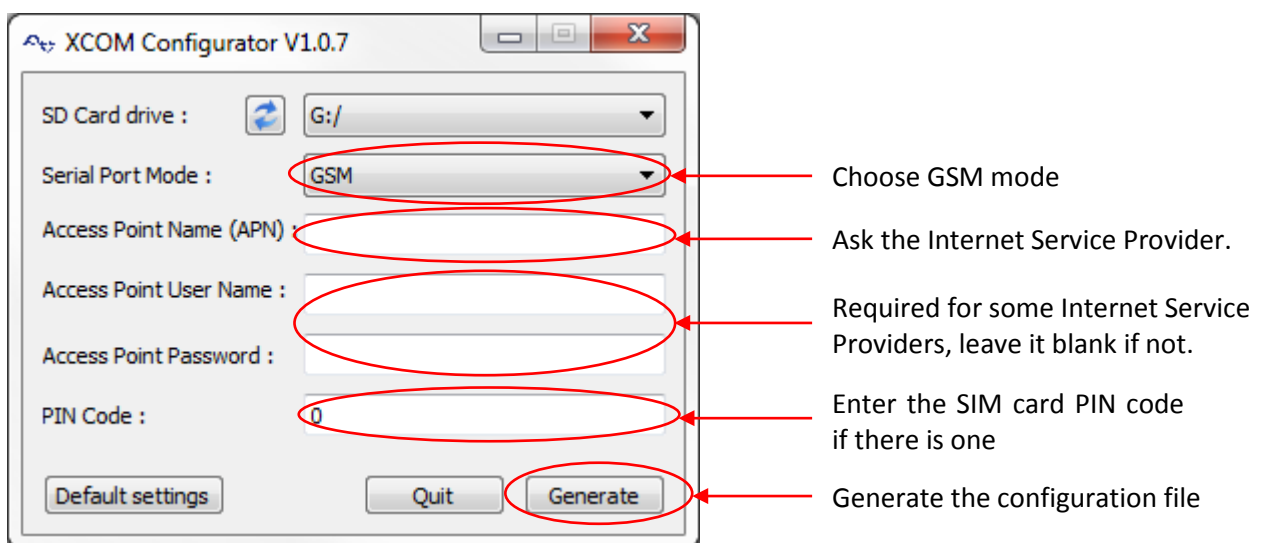 XCOM Configurator V1.0.7
SD Card drive :
G:/
Serial Port Mode :
GSM
Choose GSM mode
Access Point Name (APN) :
Ask the Internet Service Provider.
Access Point User Name :
Required for some Internet Service
Providers, leave it blank if not.
Access Point Password :
PIN Code :
0
Enter the SIM card PIN code
if there is one
Default settings
Quit
Generate
Generate the configuration file